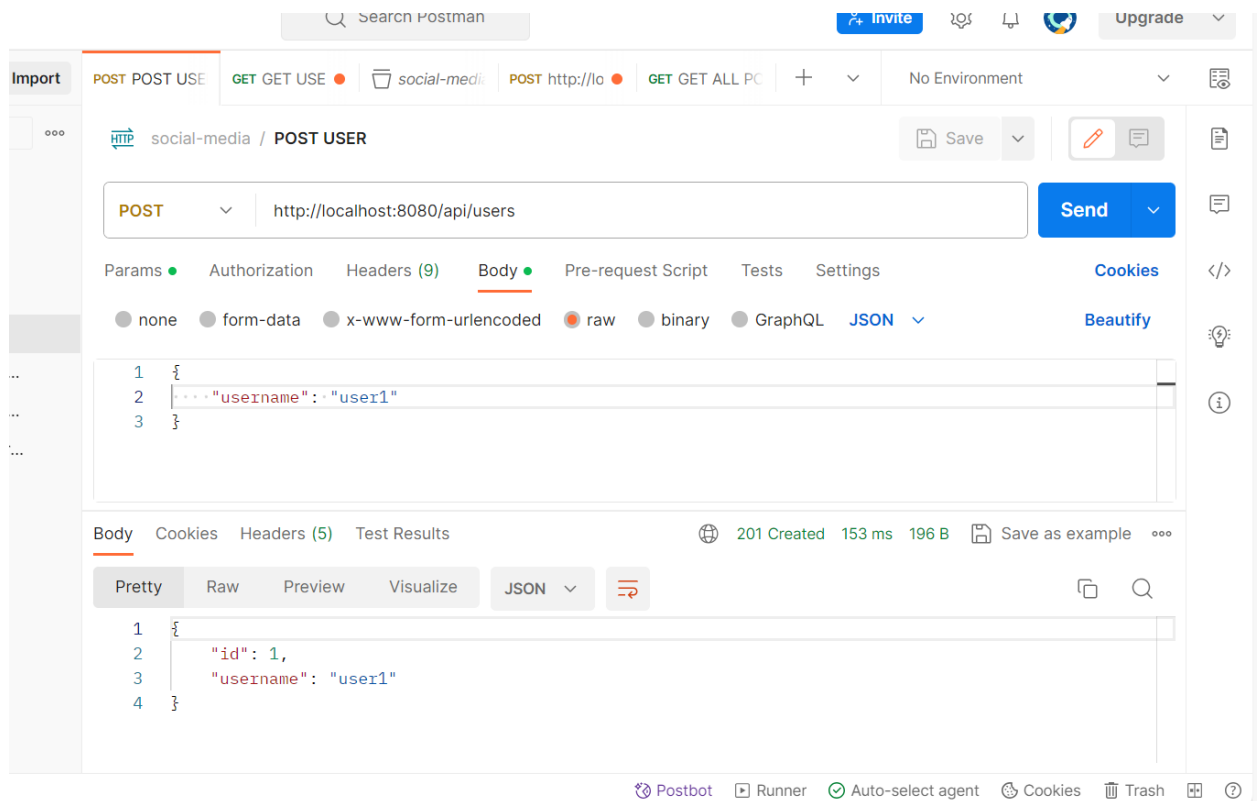 Search Postman
Invite
Upgrade
Import
POST POST USE
GET GET USE
social-medi
POST http://lo
GET GET ALL PO
No Environment
HTTP social-media / POST USER
Save
POST
http://localhost:8080/api/users
Send
Params
Authorization
Headers (9)
Body
Pre-request Script
Tests
Settings
Cookies
</>
none
form-data
x-www-form-urlencoded
raw
binary
GraphQL
JSON
Beautify
1 {
2 "username": "user1"
3 }
Body
Cookies
Headers (5)
Test Results
201 Created
153 ms
196 B
Save as example
Pretty
Raw
Preview
Visualize
JSON
1 {
2 "id": 1,
3 "username": "user1"
4 }
Postbot
Runner
Auto-select agent
Cookies
Trash